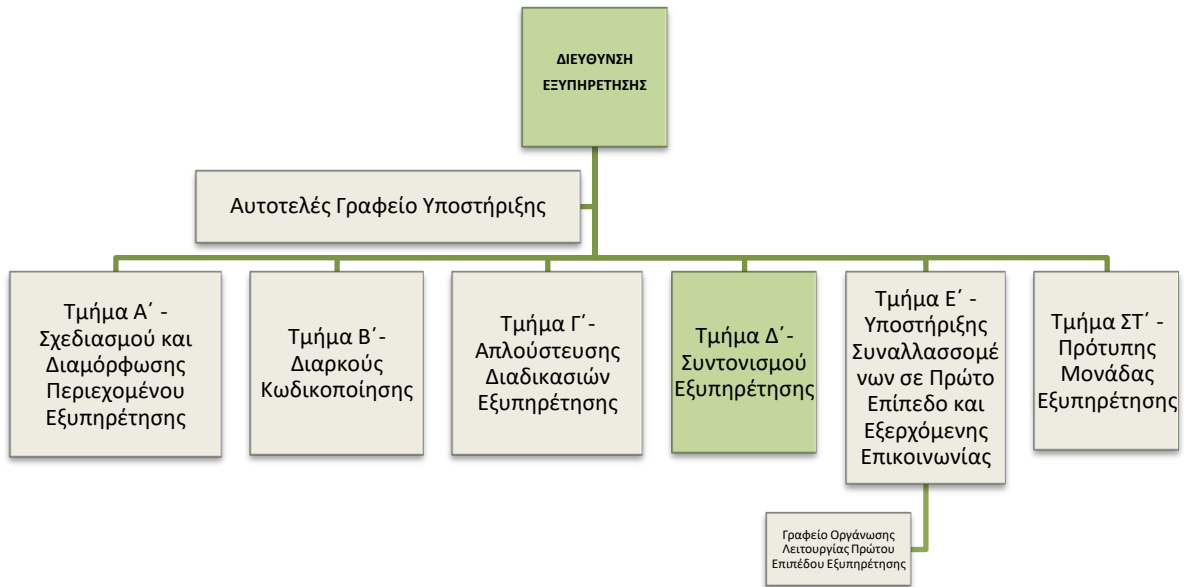 ΔΙΕΥΘΥΝΣΗ
ΕΞΥΠΗΡΕΤΗΣΗΣ
Αυτοτελές Γραφείο Υποστήριξης
Τμήμα Α΄ -
Σχεδιασμού και
Διαμόρφωσης
Περιεχομένου
Εξυπηρέτησης
Τμήμα Β΄-
Διαρκούς
Κωδικοποίησης
Τμήμα Γ΄-
Απλούστευσης
Διαδικασιών
Εξυπηρέτησης
Τμήμα Δ΄-
Συντονισμού
Εξυπηρέτησης
Τμήμα Ε΄ -
Υποστήριξης
Συναλλασσομέ
νων σε Πρώτο
Επίπεδο και
Εξερχόμενης
Επικοινωνίας
Τμήμα ΣΤ΄ -
Πρότυπης
Μονάδας
Εξυπηρέτησης
Γραφείο Οργάνωσης
Λειτουργίας Πρώτου
Επιπέδου Εξυπηρέτησης